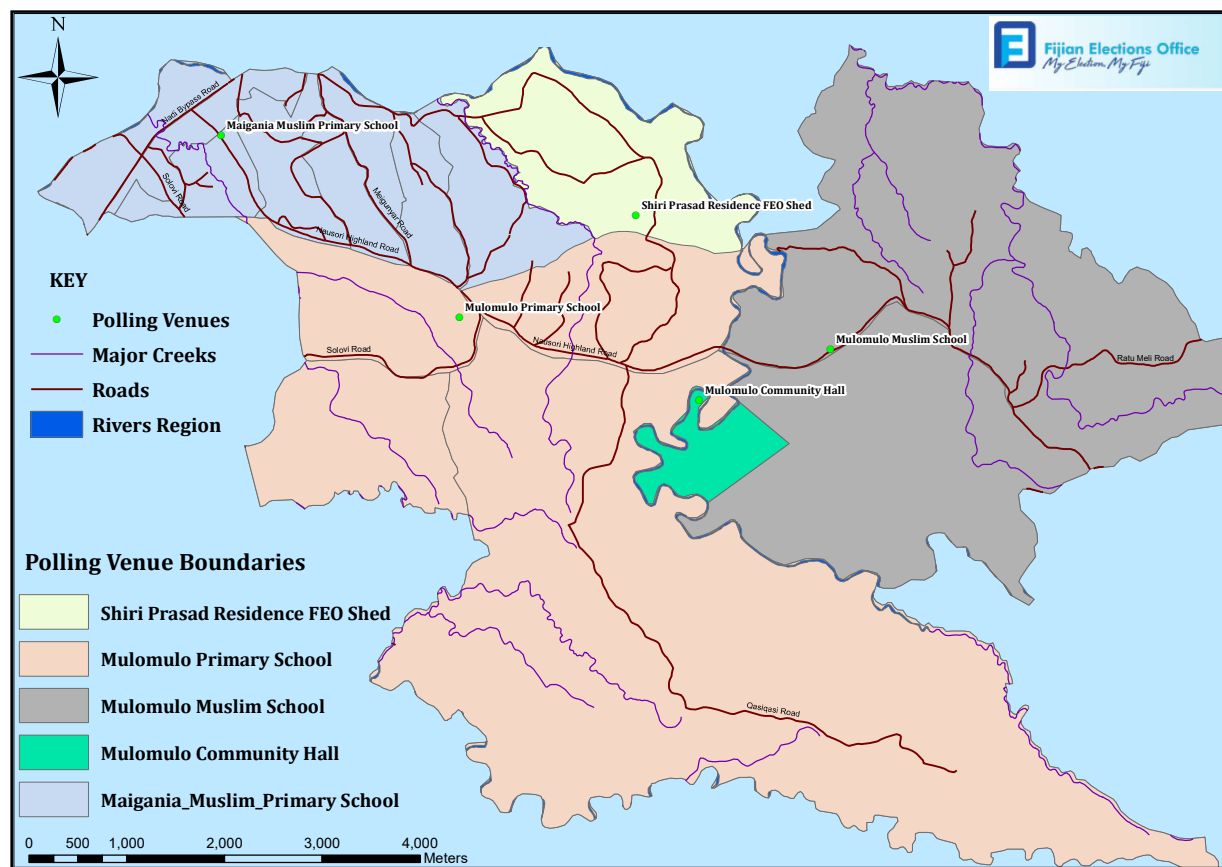 N
Fijian Elections Office
My Election, My Fiji
Nadi Bypass Road
Maigania Muslim Primary School
Solovi Road
Meigunyar Road
Nausori Highland Road
Shiri Prasad Residence FEO Shed
KEY
Polling Venues
Major Creeks
Roads
Rivers Region
Mulomulo Primary School
Solovi Road
Nausori Highland Road
Mulomulo Muslim School
Ratu Meli Road
Mulomulo Community Hall
Qasiqasi Road
Polling Venue Boundaries
Shiri Prasad Residence FEO Shed
Mulomulo Primary School
Mulomulo Muslim School
Mulomulo Community Hall
Maigania_Muslim_Primary School
0 500 1,000 2,000 3,000 4,000
Meters